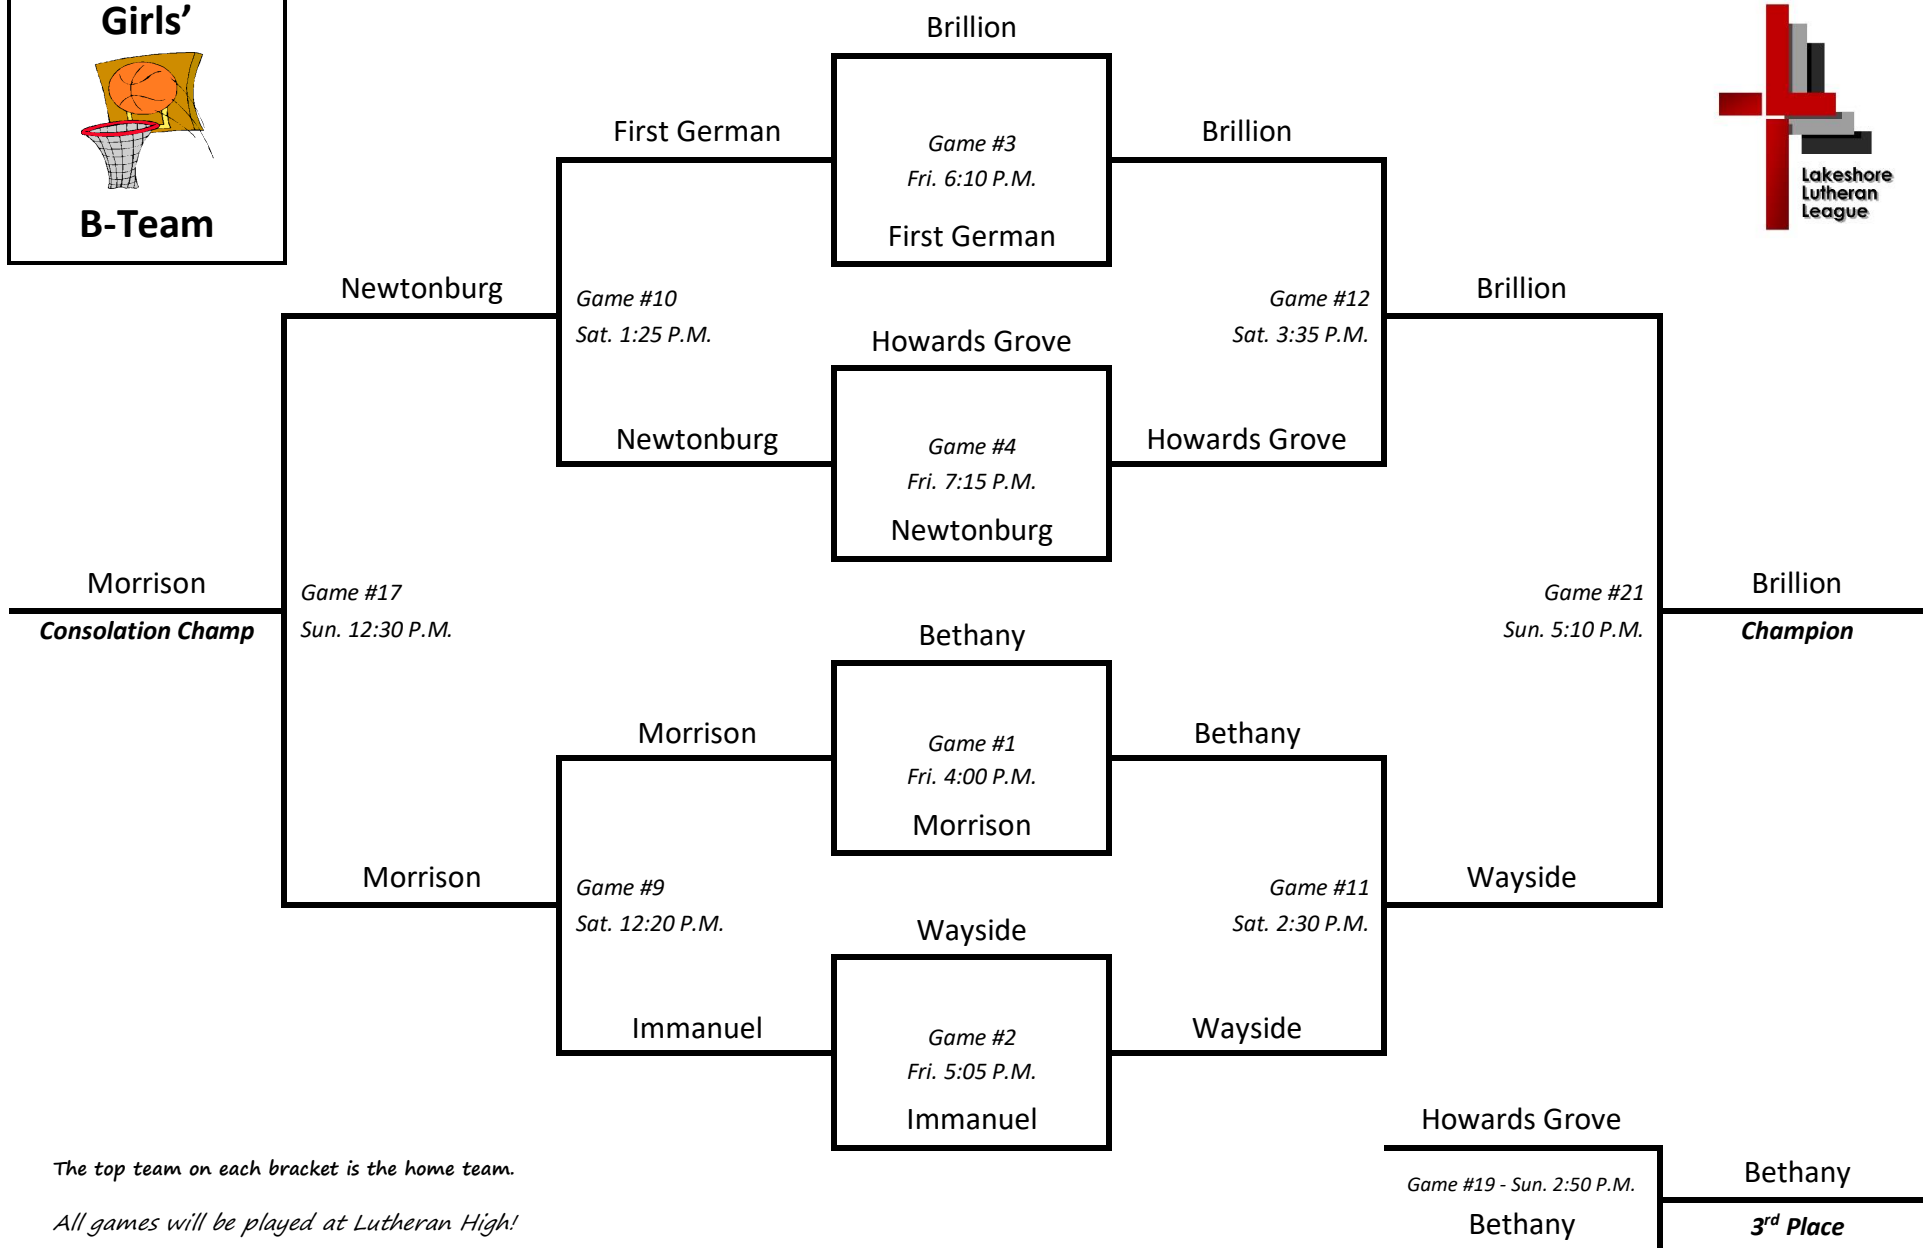 Girls’
B-Team
Brillion
First German
Game #3
Fri. 6:10 P.M.
First German
Brillion
Lakeshore
Lutheran
League
Newtonburg
Game #10
Sat. 1:25 P.M.
Howards Grove
Game #12
Sat. 3:35 P.M.
Brillion
Newtonburg
Game #4
Fri. 7:15 P.M.
Newtonburg
Howards Grove
Morrison
Consolation Champ
Game #17
Sun. 12:30 P.M.
Game #21
Sun. 5:10 P.M.
Brillion
Champion
Bethany
Morrison
Game #1
Fri. 4:00 P.M.
Morrison
Bethany
Morrison
Game #9
Sat. 12:20 P.M.
Wayside
Game #11
Sat. 2:30 P.M.
Wayside
Immanuel
Game #2
Fri. 5:05 P.M.
Immanuel
Wayside
Howards Grove
Game #19 - Sun. 2:50 P.M.
Bethany
Bethany
3rd Place
The top team on each bracket is the home team.
All games will be played at Lutheran High!